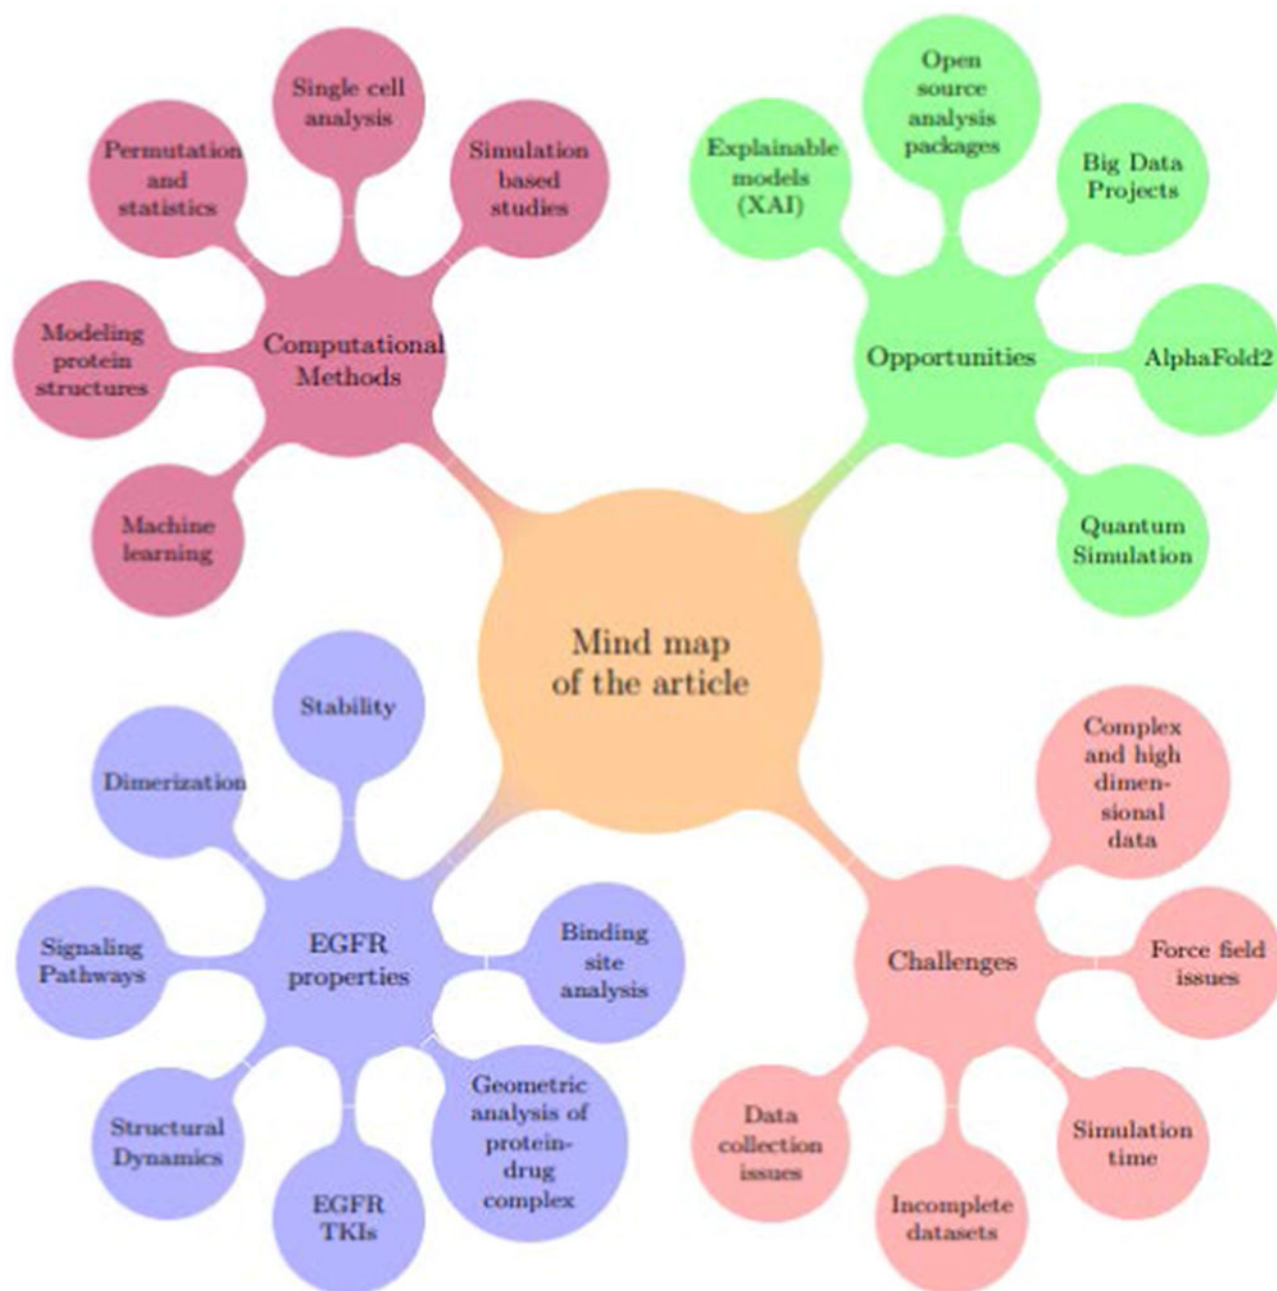 Single cell
analysis
Permutation
and
statistics
Simulation
based
studies
Modeling
protein
structures
Computational
Methods
Machine
learning
Open
source
analysis
packages
Explainable
models
(XAI)
Big Data
Projects
Opportunities
AlphaFold2
Quantum
Simulation
Mind map
of the article
Stability
Dimerization
Signaling
Pathways
EGFR
properties
Binding
site
analysis
Structural
Dynamics
EGFR
TKIs
Geometric
analysis of
protein-
drug
complex
Complex
and high
dimen-
sional
data
Challenges
Force field
issues
Data
collection
issues
Incomplete
datasets
Simulation
time